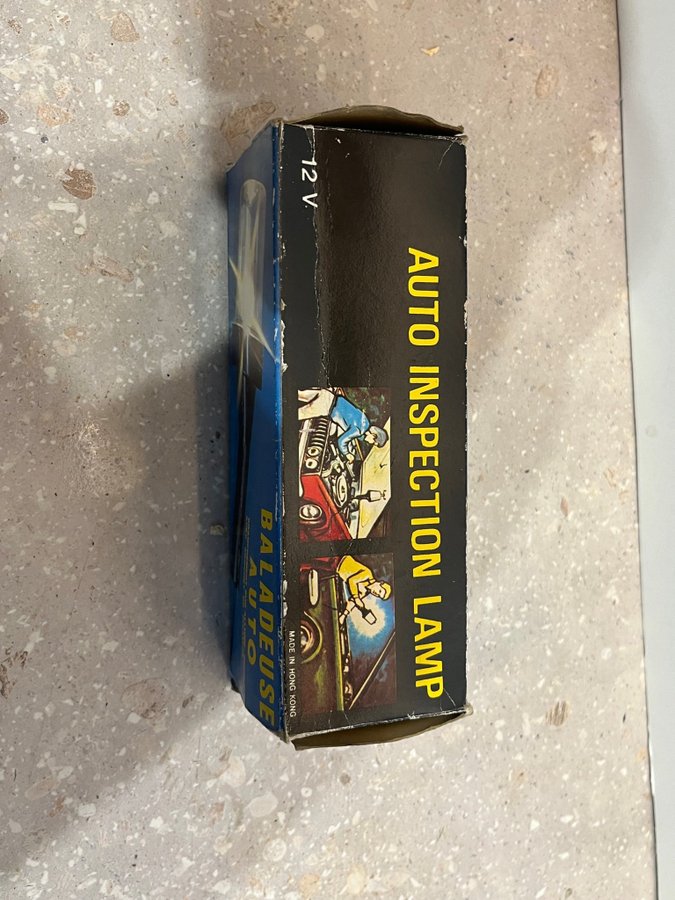 AUTO INSPECTION LAMP
12 V
MADE IN HONG KONG
BALADEUSE
AUTO